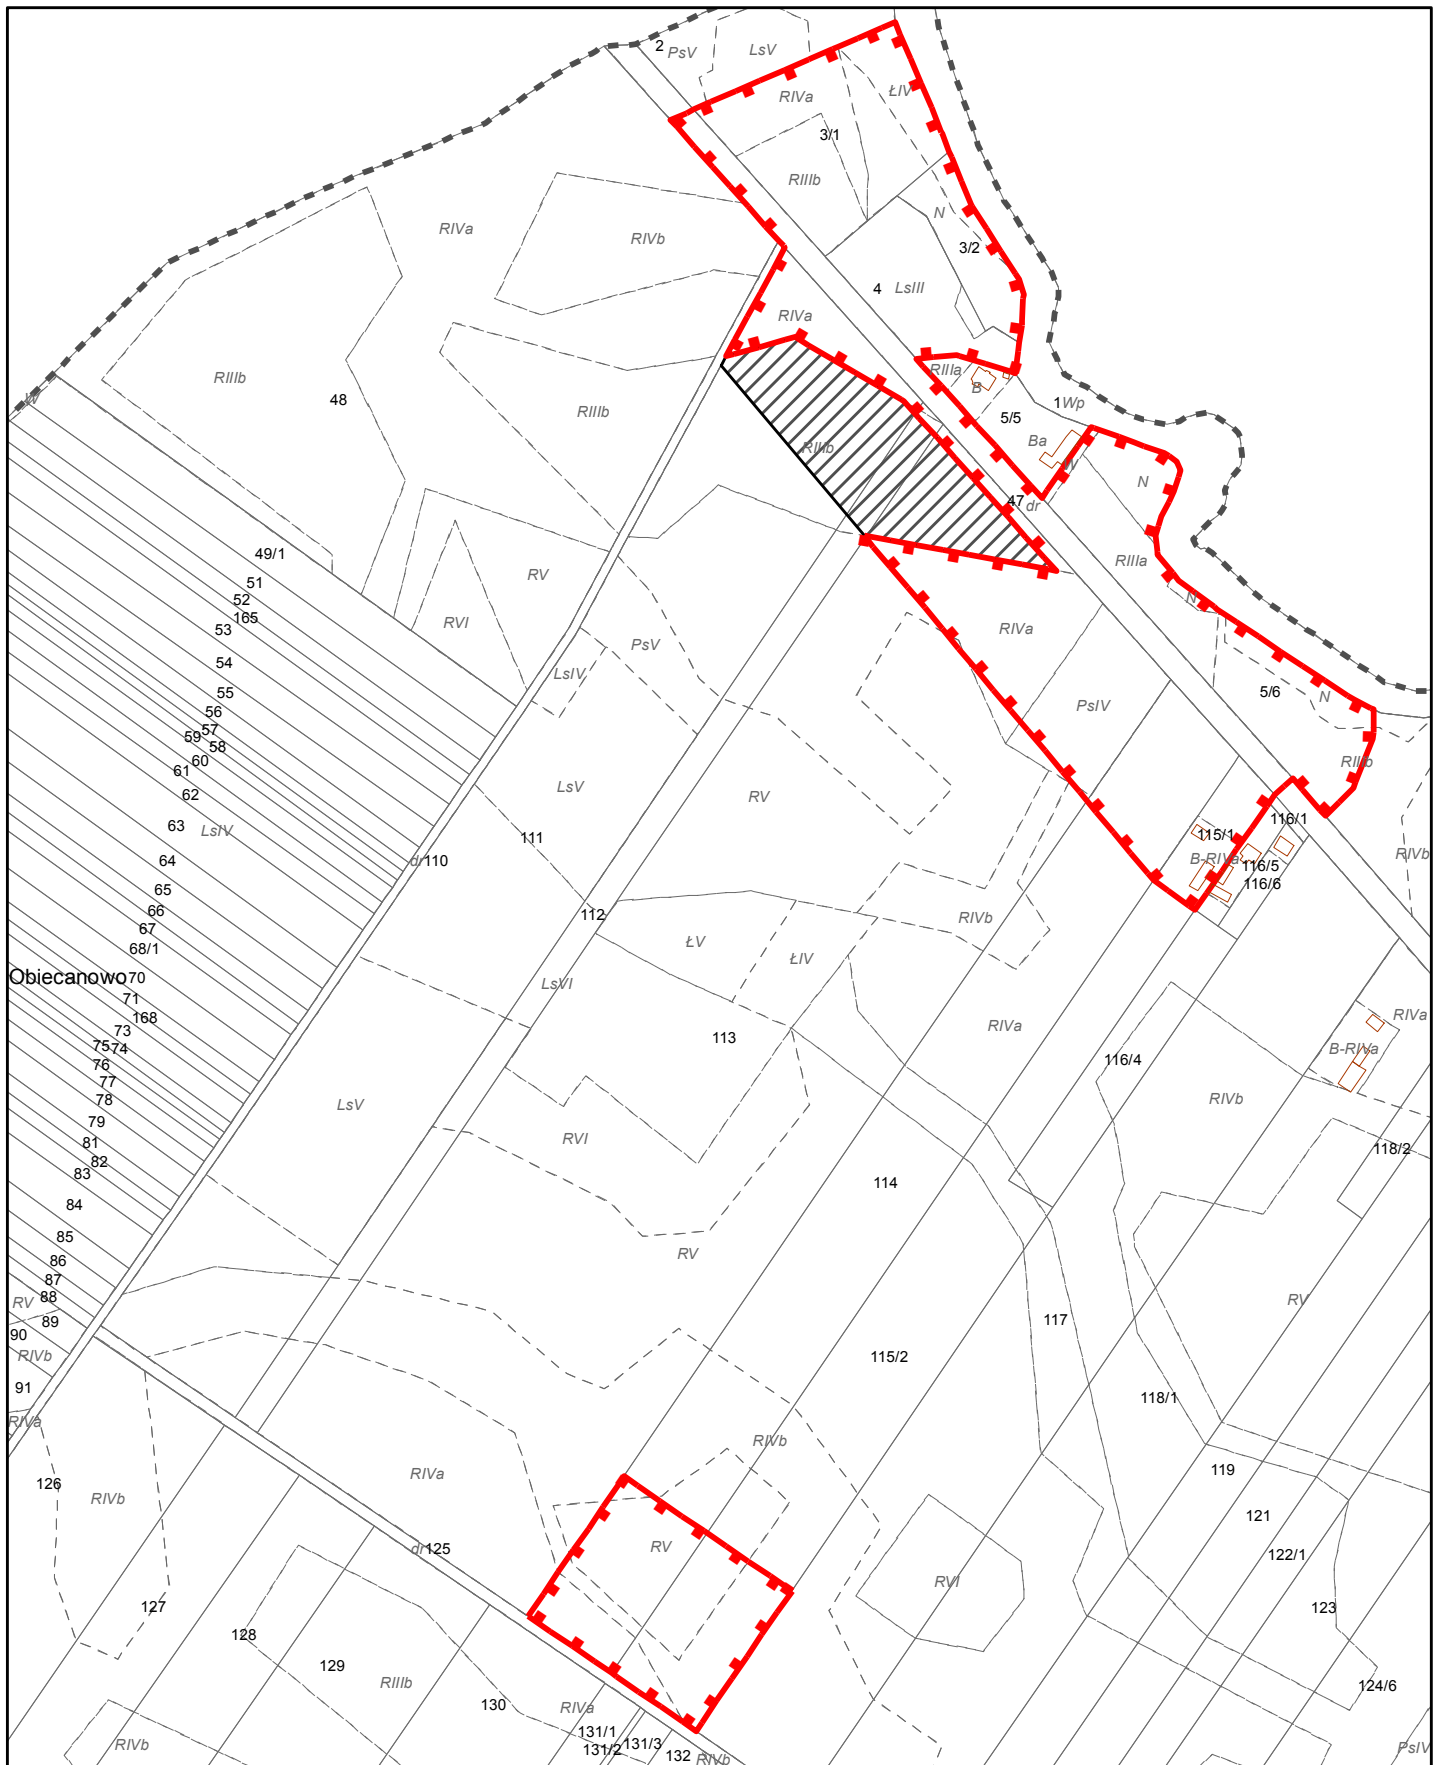 2
PsV
LsV
RIVa
ŁIV
3/1
RIIIb
N
3/2
RIVa
RIVb
4
LsIII
RIVa
RIIIa
B
1
Wp
5/5
Ba
W
W
RIIIb
48
RIIIb
RIIIb
N
47
dr
RIIIa
N
49/1
51
52
165
53
54
55
56
57
59
58
60
61
62
63
LsIV
64
65
66
67
68/1
RV
RVI
PsV
LsIV
RIVa
PsIV
5/6
N
RIIIb
LsV
RV
111
dr
110
115/1
116/1
B-RIVa
116/5
116/6
RIVb
112
ŁV
ŁIV
RIVb
LsVI
Obiecanowo
70
71
168
73
75
74
76
77
78
79
81
82
83
84
85
86
87
88
RV
89
90
RIVb
91
RIVa
113
RIVa
RIVa
B-RIVa
116/4
RIVb
LsV
RVI
118/2
114
RV
RV
117
115/2
118/1
RIVb
119
RIVa
126
RIVb
121
dr
125
RV
122/1
RVI
127
123
128
129
RIIIb
124/6
130
RIVa
131/1
131/2
131/3
132
RIVb
RIVb
PsIV